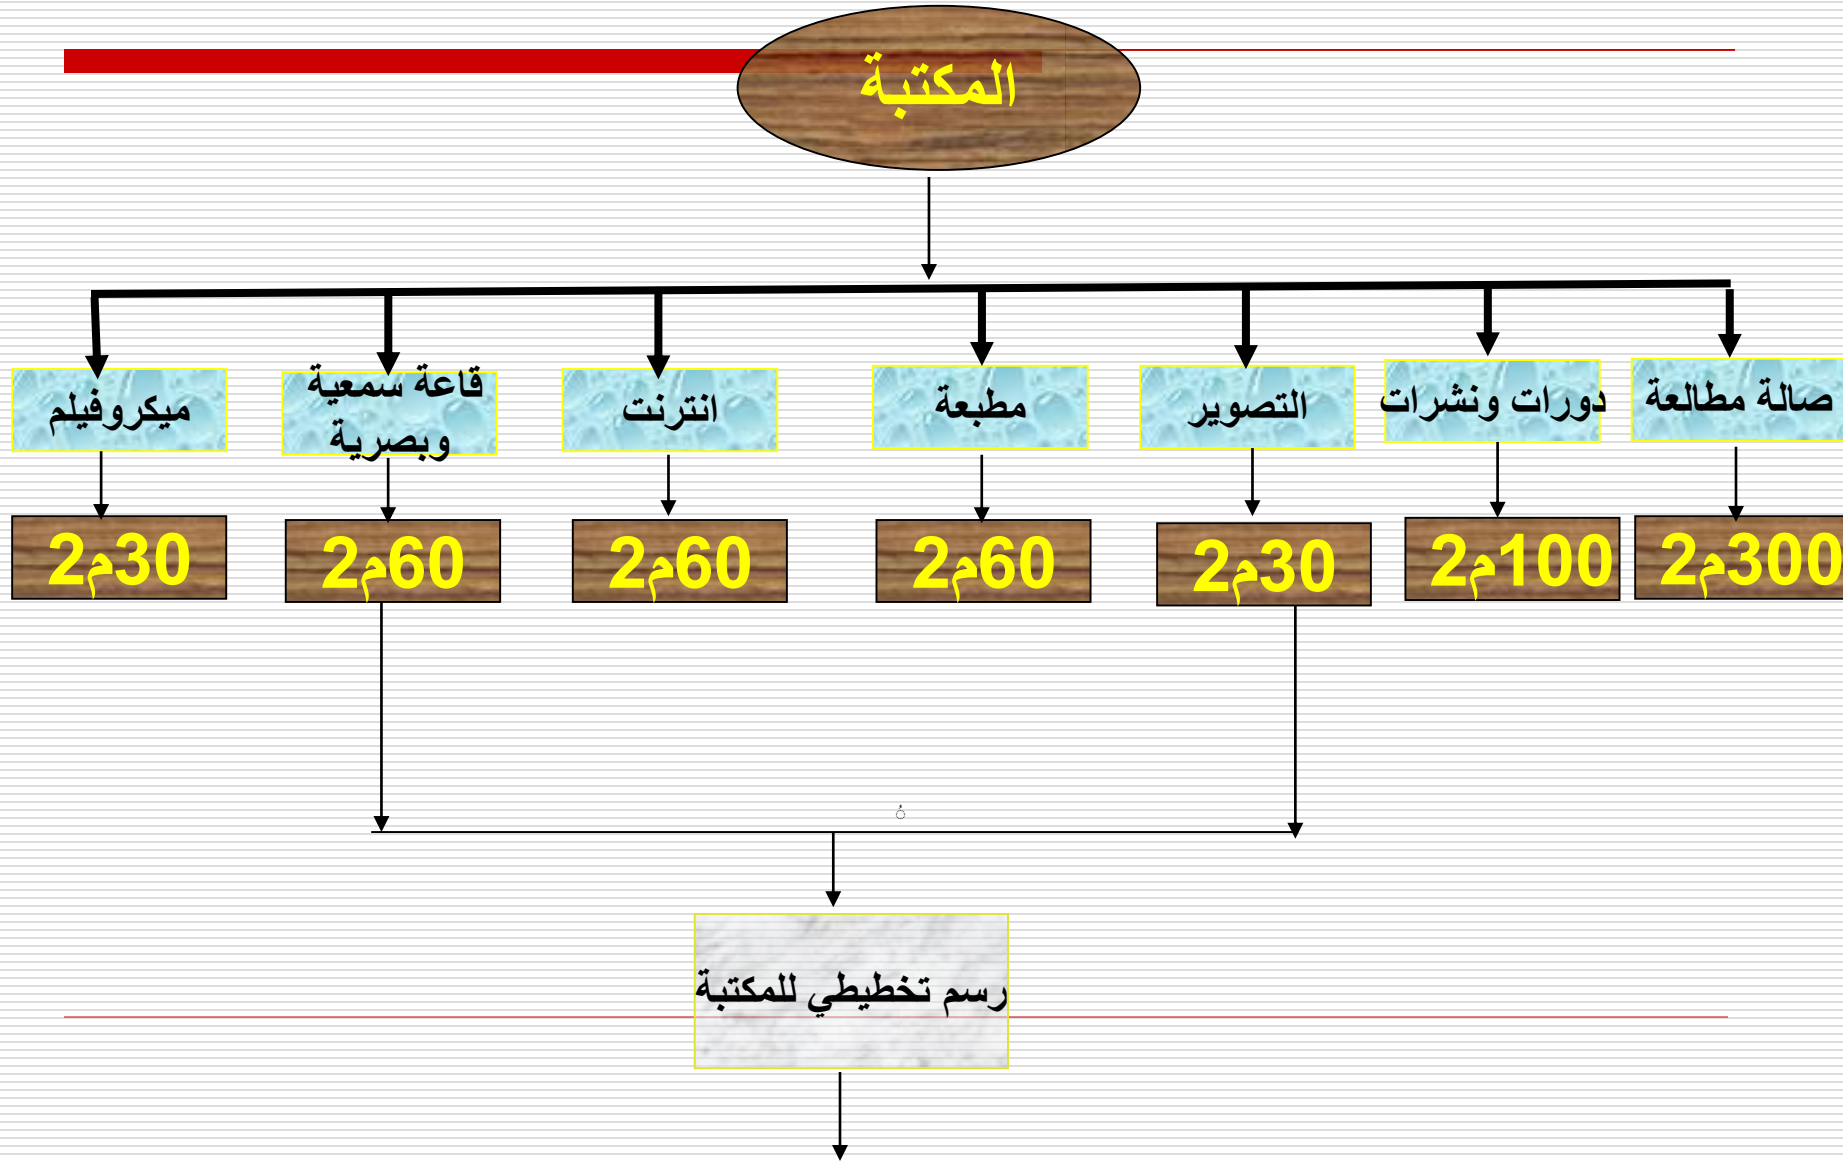 المكتبة
صالة مطالعة
دورات ونشرات
التصوير
مطبعة
انترنت
قاعة سمعية
وبصرية
ميكروفيلم
300م2
100م2
30م2
60م2
60م2
60م2
30م2
رسم تخطيطي للمكتبة